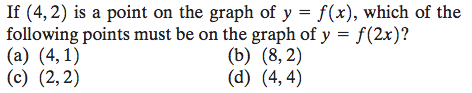 If (4, 2) is a point on the graph of y = f(x), which of the
following points must be on the graph of y = f(2x)?
(a) (4, 1) (b) (8, 2)
(c) (2, 2) (d) (4, 4)